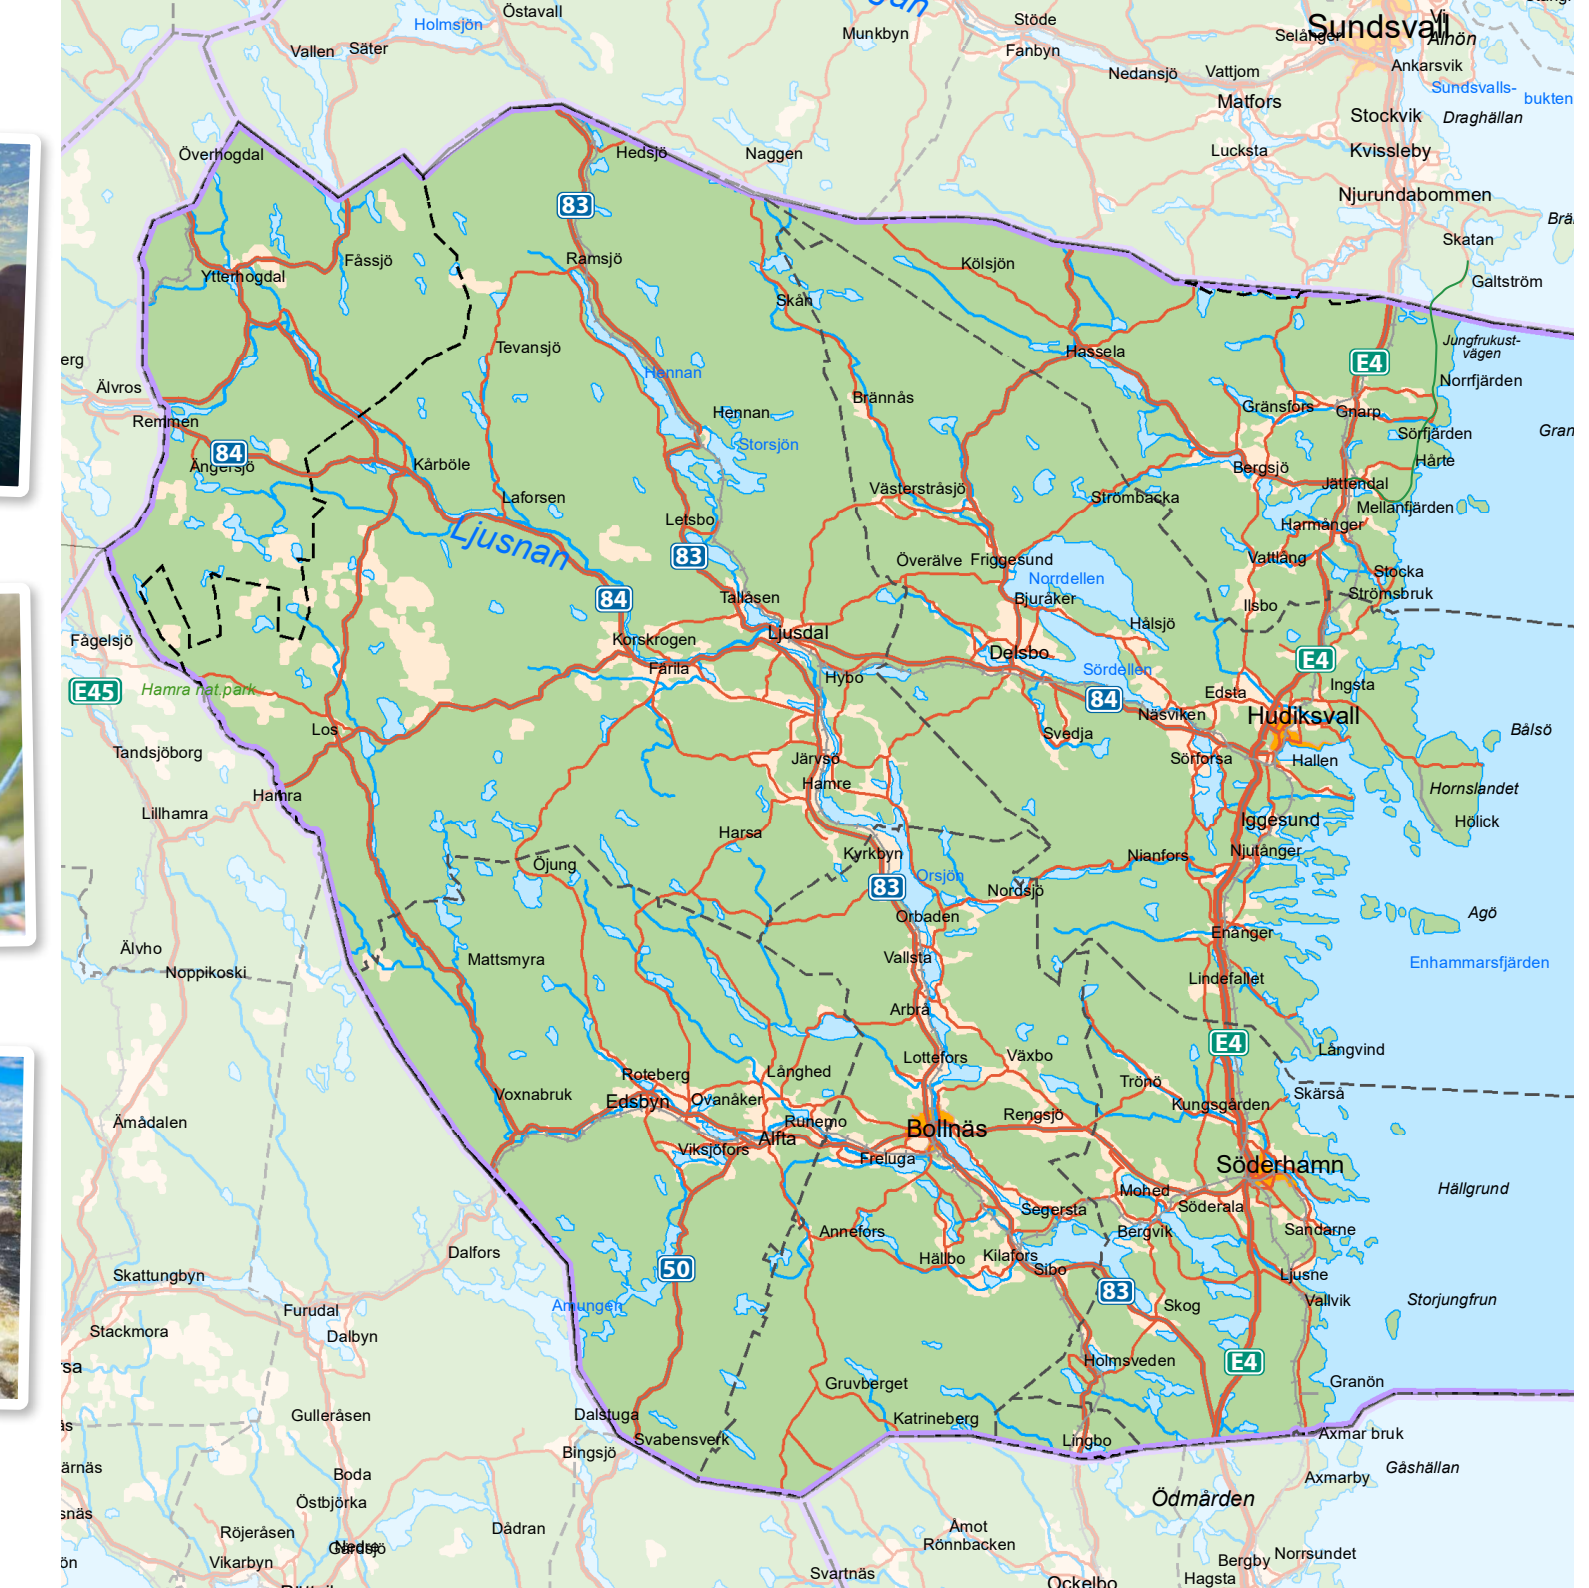 Östavall
Holmsjön
Vallen
Säter
Munkbyn
Stöde
Fanbyn
Selånger
Sundsvall
Alnön
Ankarsvik
Nedansjö
Vattjom
Matfors
Sundsvalls-
bukten
Stockvik
Draghällan
Lucksta
Kvissleby
Njurundabommen
Skatan
Galtström
Överhogdal
Hedsjö
Naggen
83
Ramsjö
Kölsjön
Fåssjö
Ytterhogdal
Skån
Tevansjö
Hassela
Jungfrukust-
vägen
E4
Hennan
Norrfjärden
Älvros
Brännås
Gränsfors
Gnarp
Remmen
Hennan
Storsjön
Sörfjärden
84
Ängersjö
Kårböle
Bergsjö
Hårte
Jättendal
Laforsen
Västerstråsjö
Strömbacka
Mellanfjärden
Letsbo
Harmånger
Ljusnan
83
Överälve
Friggesund
Vattlång
Stocka
Norrdellen
Strömsbruk
84
Tallåsen
Bjuråker
Ilsbo
Ljusdal
Hålsjö
Fågelsjö
Korskrogen
Delsbo
E4
Färila
Hybo
Sördellen
84
Ingsta
E45
Hamra nat.park
Edsta
Näsviken
Hudiksvall
Los
Svedja
Bålsö
Tandsjöborg
Järvsö
Sörforsa
Hallen
Hamra
Hamre
Hornslandet
Lillhamra
Iggesund
Hölick
Harsa
Kyrkbyn
Nianfors
Njutånger
Öjung
83
Orsjön
Nordsjö
Orbaden
Agö
Enånger
Älvho
Mattsmyra
Vallsta
Enhammarsfjärden
Noppikoski
Lindefallet
Arbrå
E4
Långvind
Lottefors
Växbo
Roteberg
Långhed
Trönö
Voxnabruk
Edsbyn
Ovanåker
Kungsgården
Skärså
Ämådalen
Runemo
Bollnäs
Rengsjö
Alfta
Viksjöfors
Freluga
Söderhamn
Mohed
Hällgrund
Segersta
Söderala
Annefors
Bergvik
Sandarne
Dalfors
Hällbo
Kilafors
Sibo
Skattungbyn
50
Ljusne
Amungen
83
Vallvik
Storjungfrun
Furudal
Skog
Stackmora
Dalbyn
E4
Holmsveden
Gruvberget
Granön
Gulleråsen
Dalstuga
Katrineberg
Svabensverk
Lingbo
Axmar bruk
Bingsjö
Boda
Axmarby
Gåshällan
Östbjörka
Ödmården
Röjeråsen
Dådran
Åmot
Rönnbacken
Vikarbyn
Svartnäs
Bergby
Norrsundet
Ockelbo
Hagsta